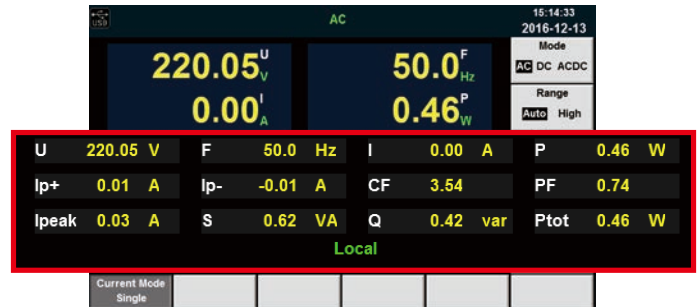 USB AC 15:14:33
2016-12-13
220.05 U V 50.0 F Hz Mode
AC DC ACDC
0.00 I A 0.46 P W Range
Auto High
U 220.05 V F 50.0 Hz I 0.00 A P 0.46 W
Ip+ 0.01 A Ip- -0.01 A CF 3.54 PF 0.74
Ipeak 0.03 A S 0.62 VA Q 0.42 var Ptot 0.46 W
Local
Current Mode
Single